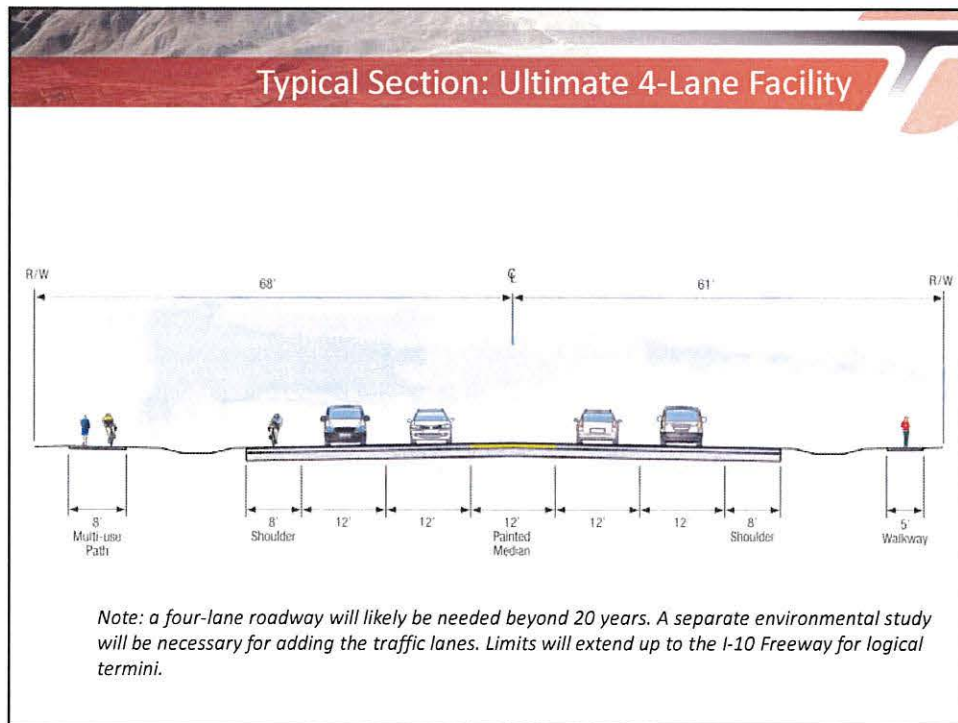 Typical Section: Ultimate 4-Lane Facility
R/W
68'
℄
61'
R/W
8'
Multi-use
Path
8'
Shoulder
12'
12'
12'
Painted
Median
12'
12
8'
Shoulder
5'
Walkway
Note: a four-lane roadway will likely be needed beyond 20 years. A separate environmental study
will be necessary for adding the traffic lanes. Limits will extend up to the I-10 Freeway for logical
termini.